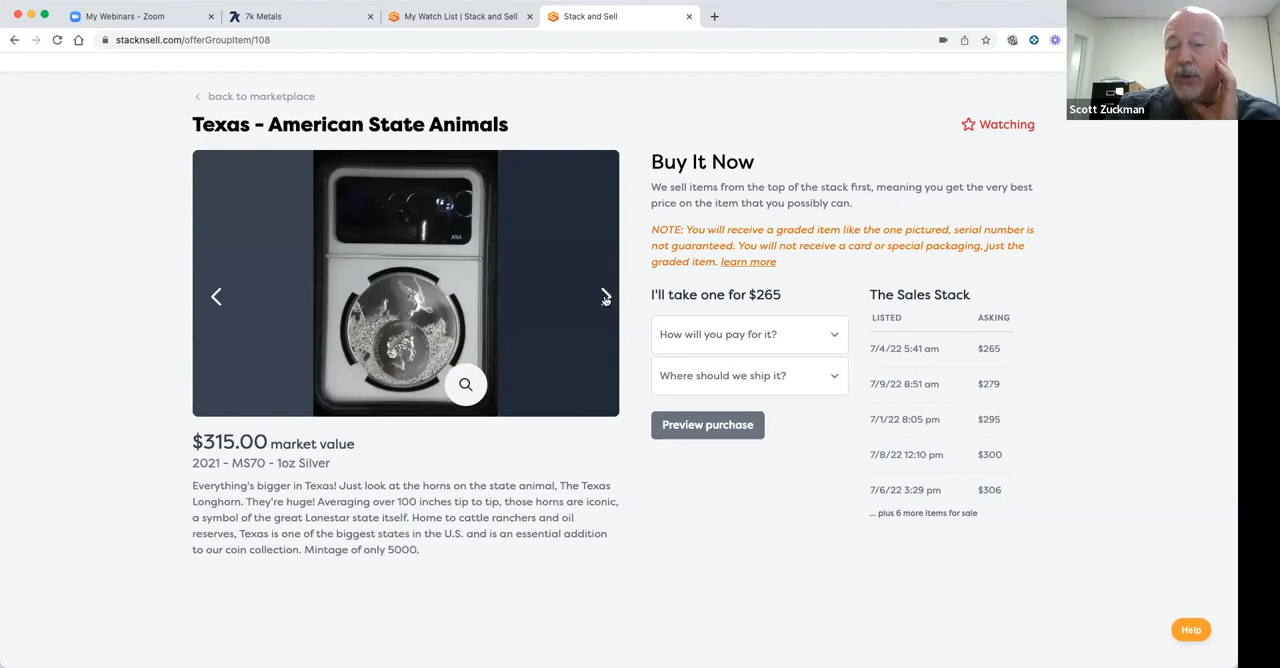 My Webinars - Zoom
7k Metals
My Watch List | Stack and Sell
Stack and Sell
stacknsell.com/offerGroupItem/108
Scott Zuckman
back to marketplace
Texas - American State Animals
Watching
ANA
$315.00 market value
2021 - MS70 - 1oz Silver
Everything's bigger in Texas! Just look at the horns on the state animal, The Texas
Longhorn. They're huge! Averaging over 100 inches tip to tip, those horns are iconic,
a symbol of the great Lonestar state itself. Home to cattle ranchers and oil
reserves, Texas is one of the biggest states in the U.S. and is an essential addition
to our coin collection. Mintage of only 5000.
Buy It Now
We sell items from the top of the stack first, meaning you get the very best
price on the item that you possibly can.
NOTE: You will receive a graded item like the one pictured, serial number is
not guaranteed. You will not receive a card or special packaging, just the
graded item. learn more
I'll take one for $265
How will you pay for it?
Where should we ship it?
Preview purchase
The Sales Stack
LISTED ASKING
7/4/22 5:41 am $265
7/9/22 8:51 am $279
7/1/22 8:05 pm $295
7/8/22 12:10 pm $300
7/6/22 3:29 pm $306
... plus 6 more items for sale
Help